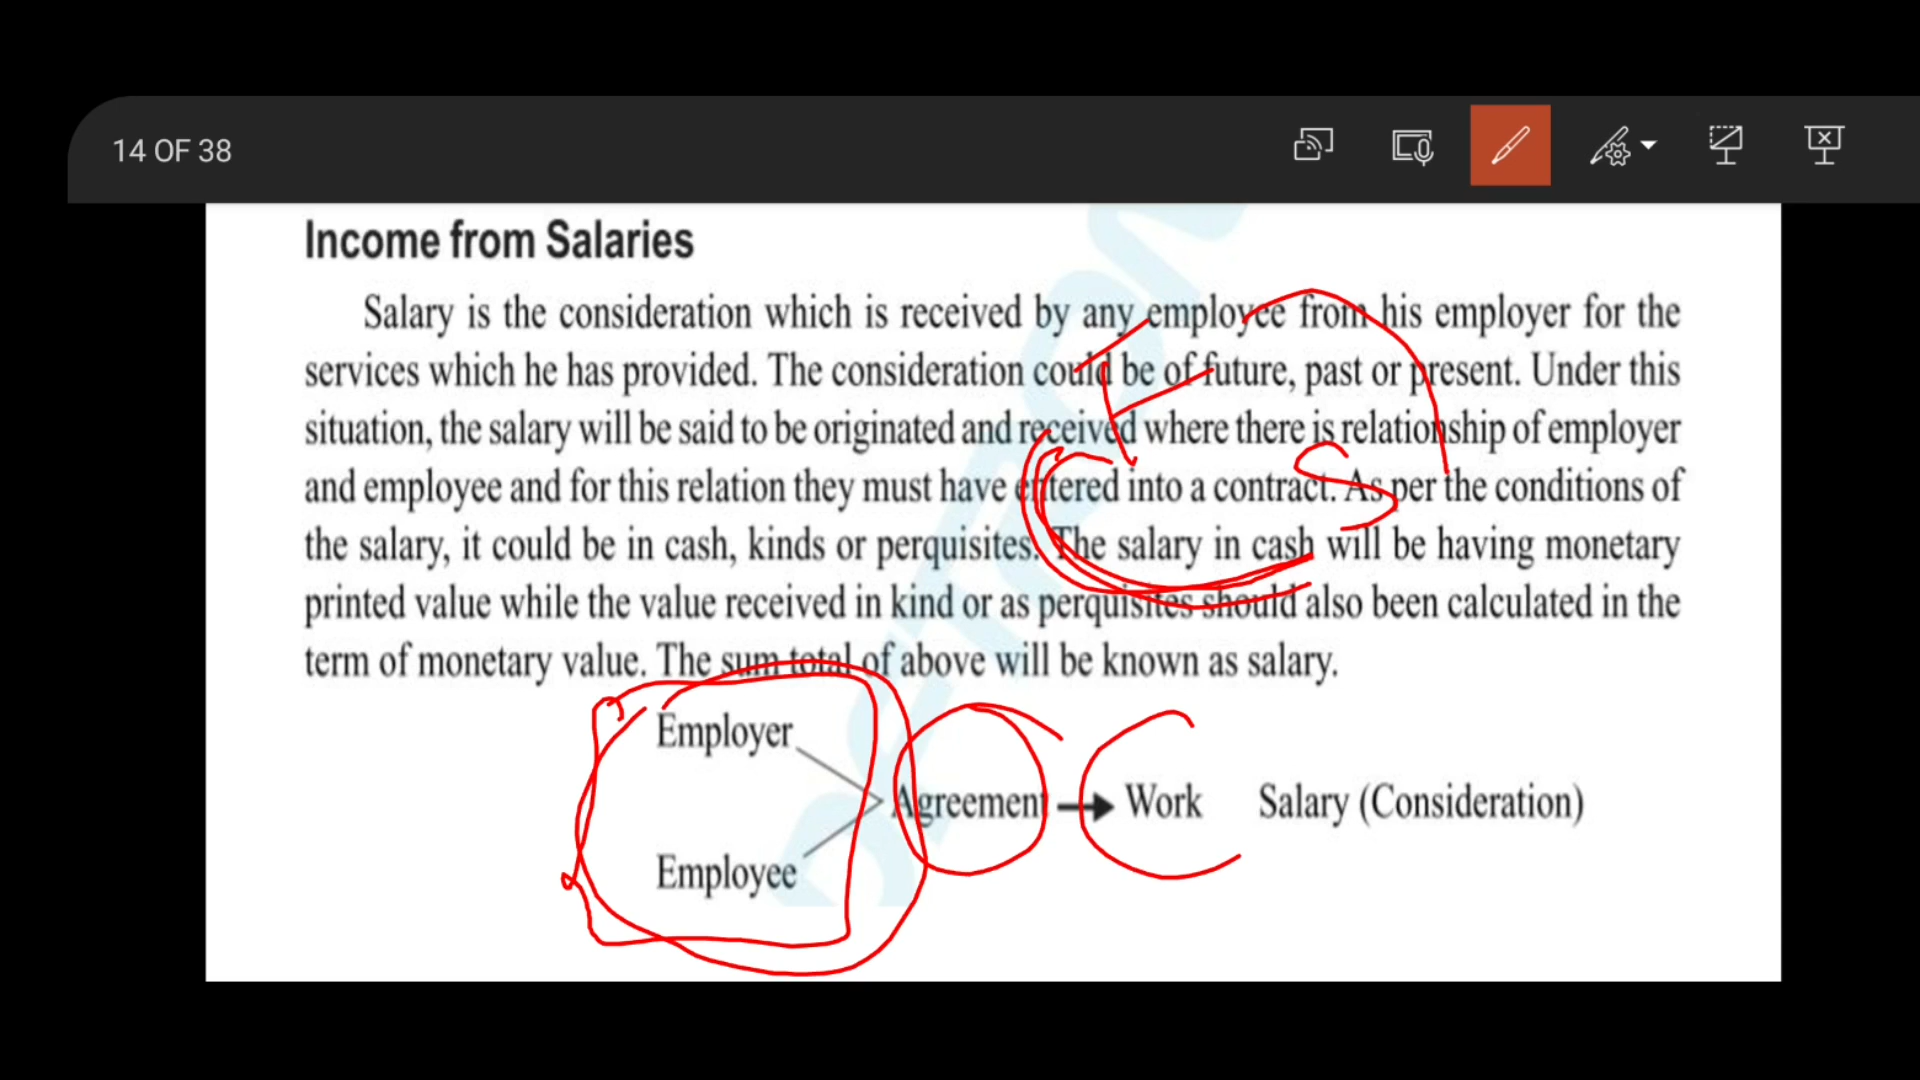 14 OF 38
Income from Salaries
Salary is the consideration which is received by any employee from his employer for the
services which he has provided. The consideration could be of future, past or present. Under this
situation, the salary will be said to be originated and received where there is relationship of employer
and employee and for this relation they must have entered into a contract. As per the conditions of
the salary, it could be in cash, kinds or perquisites. The salary in cash will be having monetary
printed value while the value received in kind or as perquisites should also been calculated in the
term of monetary value. The sum total of above will be known as salary.
Employer
Agreement → Work Salary (Consideration)
Employee